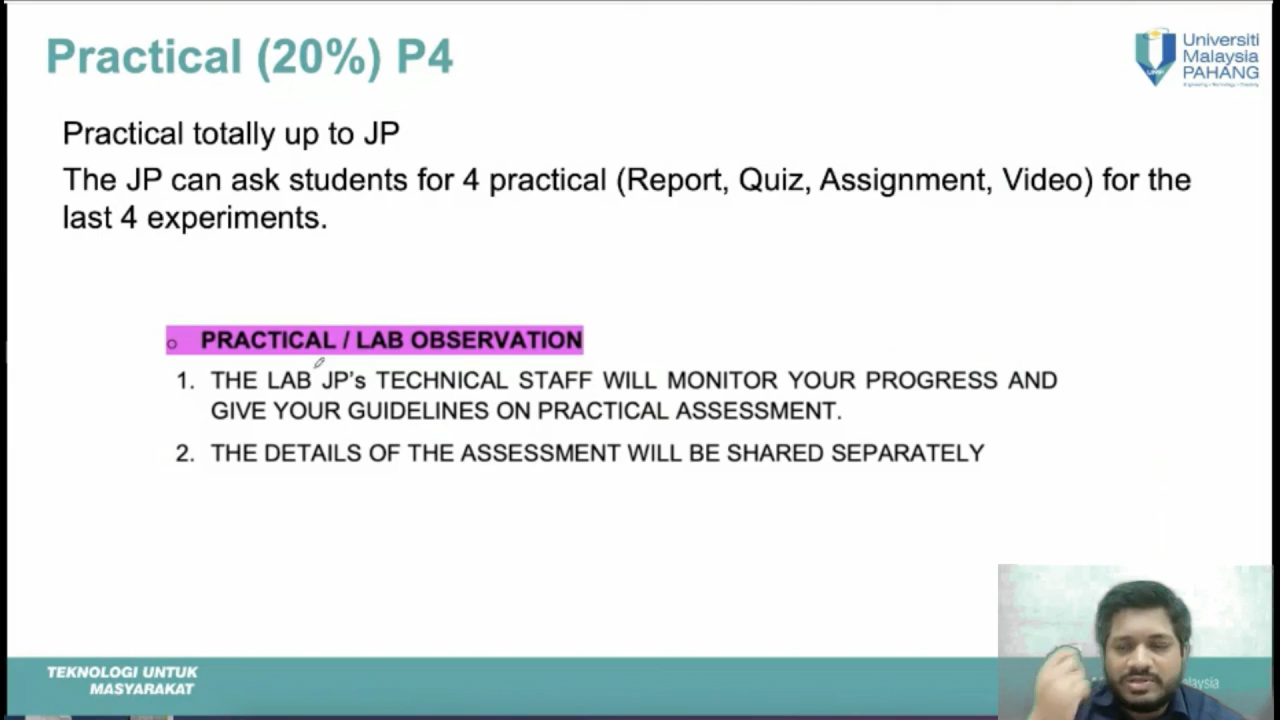 Practical (20%) P4
Universiti
Malaysia
PAHANG
Practical totally up to JP
The JP can ask students for 4 practical (Report, Quiz, Assignment, Video) for the
last 4 experiments.
o PRACTICAL / LAB OBSERVATION
1. THE LAB JP's TECHNICAL STAFF WILL MONITOR YOUR PROGRESS AND
GIVE YOUR GUIDELINES ON PRACTICAL ASSESSMENT.
2. THE DETAILS OF THE ASSESSMENT WILL BE SHARED SEPARATELY
TEKNOLOGI UNTUK
MASYARAKAT